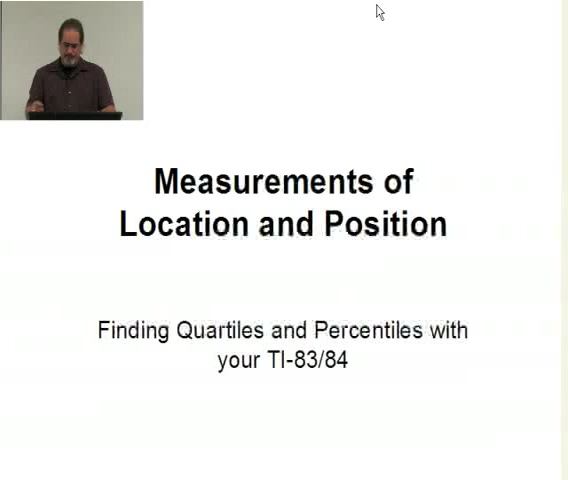 Measurements of
Location and Position
Finding Quartiles and Percentiles with
your TI-83/84